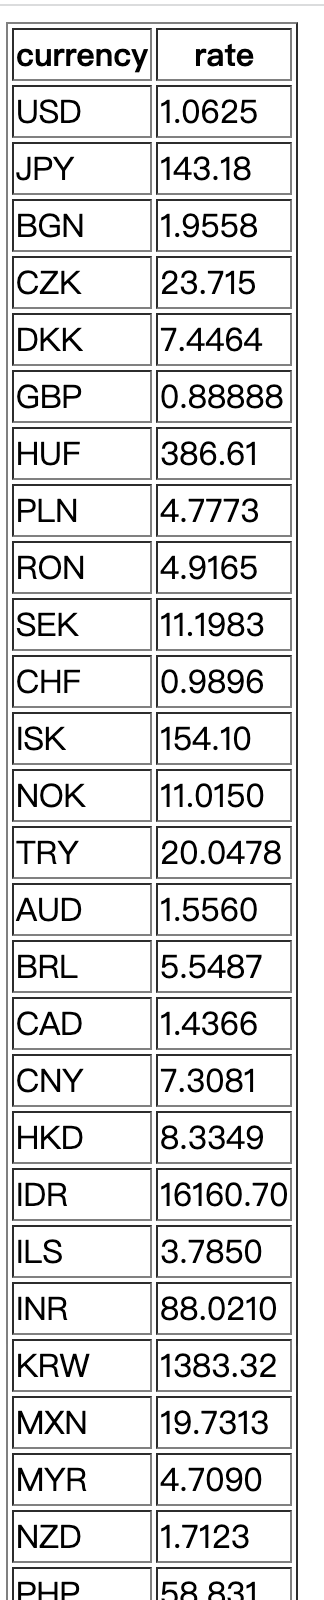 currency rate
USD 1.0625
JPY 143.18
BGN 1.9558
CZK 23.715
DKK 7.4464
GBP 0.88888
HUF 386.61
PLN 4.7773
RON 4.9165
SEK 11.1983
CHF 0.9896
ISK 154.10
NOK 11.0150
TRY 20.0478
AUD 1.5560
BRL 5.5487
CAD 1.4366
CNY 7.3081
HKD 8.3349
IDR 16160.70
ILS 3.7850
INR 88.0210
KRW 1383.32
MXN 19.7313
MYR 4.7090
NZD 1.7123
PHP 58.831